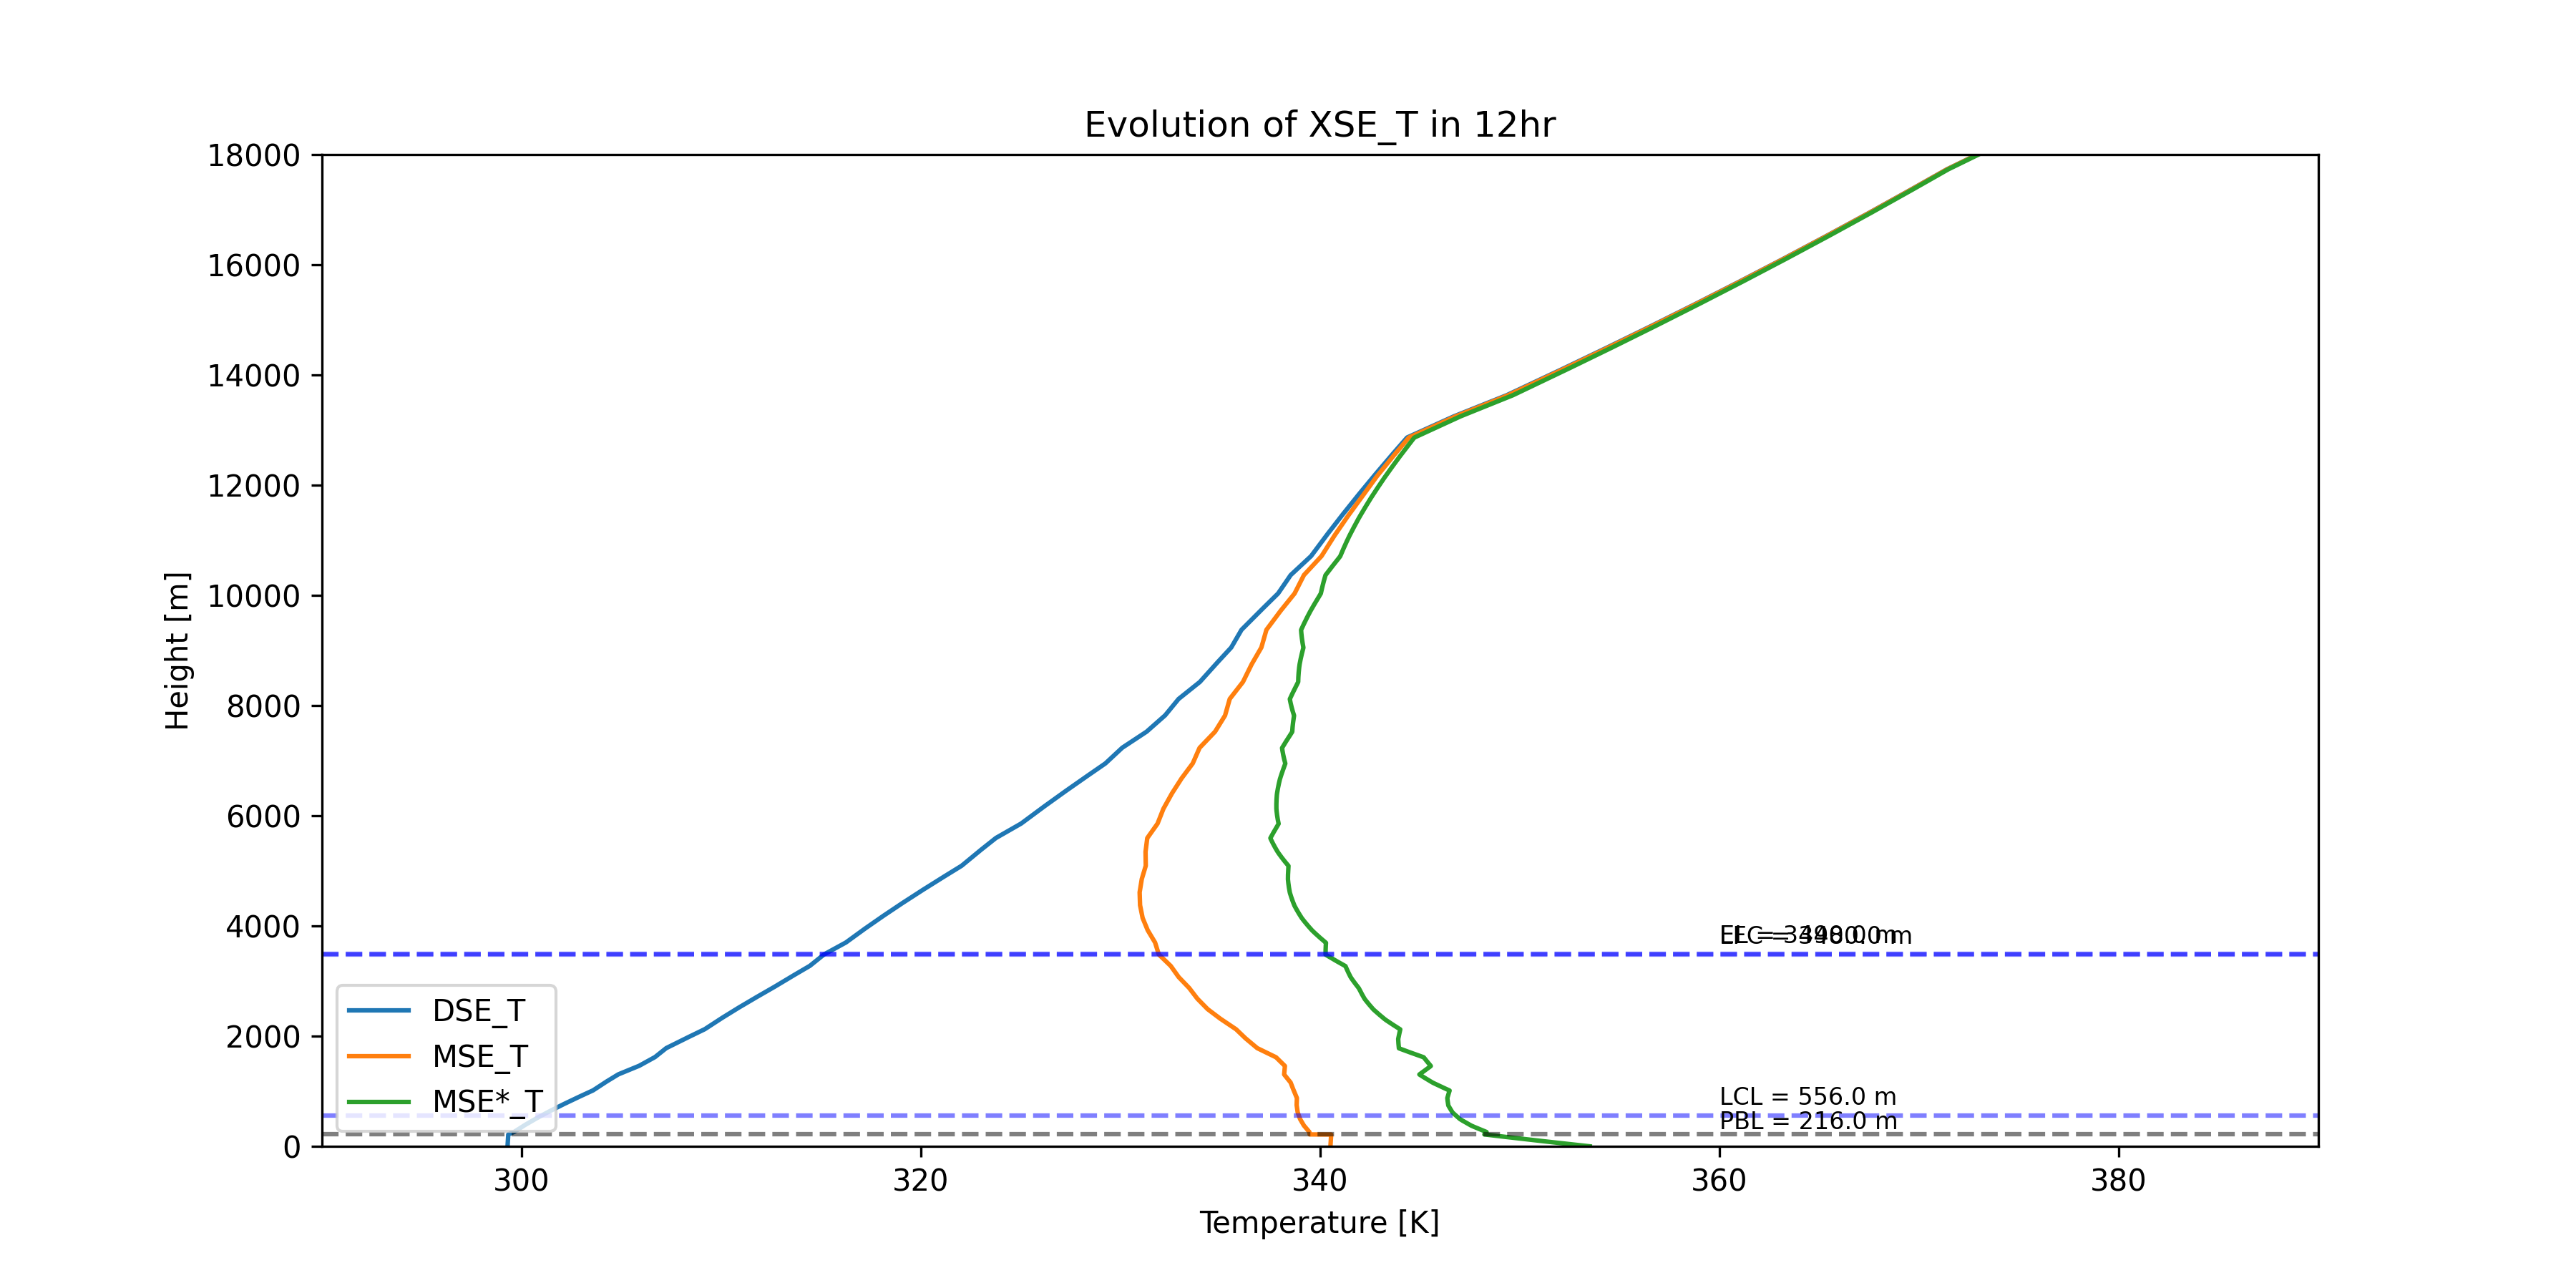 Evolution of XSE_T in 12hr
18000
16000
14000
12000
10000
8000
6000
4000
2000
0
Height [m]
LCL = 556.0 m
PBL = 216.0 m
DSE_T
MSE_T
MSE*_T
300
320
340
360
380
Temperature [K]